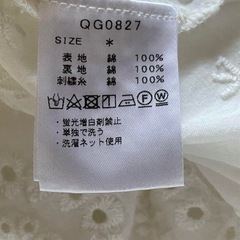 QG0827
SIZE *
表地 綿 100%
裏地 綿 100%
刺繍糸 綿 100%
・蛍光増白剤禁止
・単独で洗う
・洗濯ネット使用